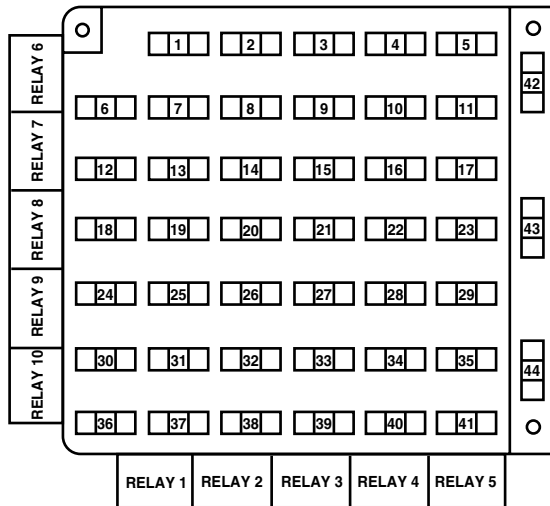 1 2 3 4 5
RELAY 6
42
6 7 8 9 10 11
RELAY 7
12 13 14 15 16 17
RELAY 8
18 19 20 21 22 23
43
RELAY 9
24 25 26 27 28 29
RELAY 10
30 31 32 33 34 35
44
36 37 38 39 40 41
RELAY 1 RELAY 2 RELAY 3 RELAY 4 RELAY 5